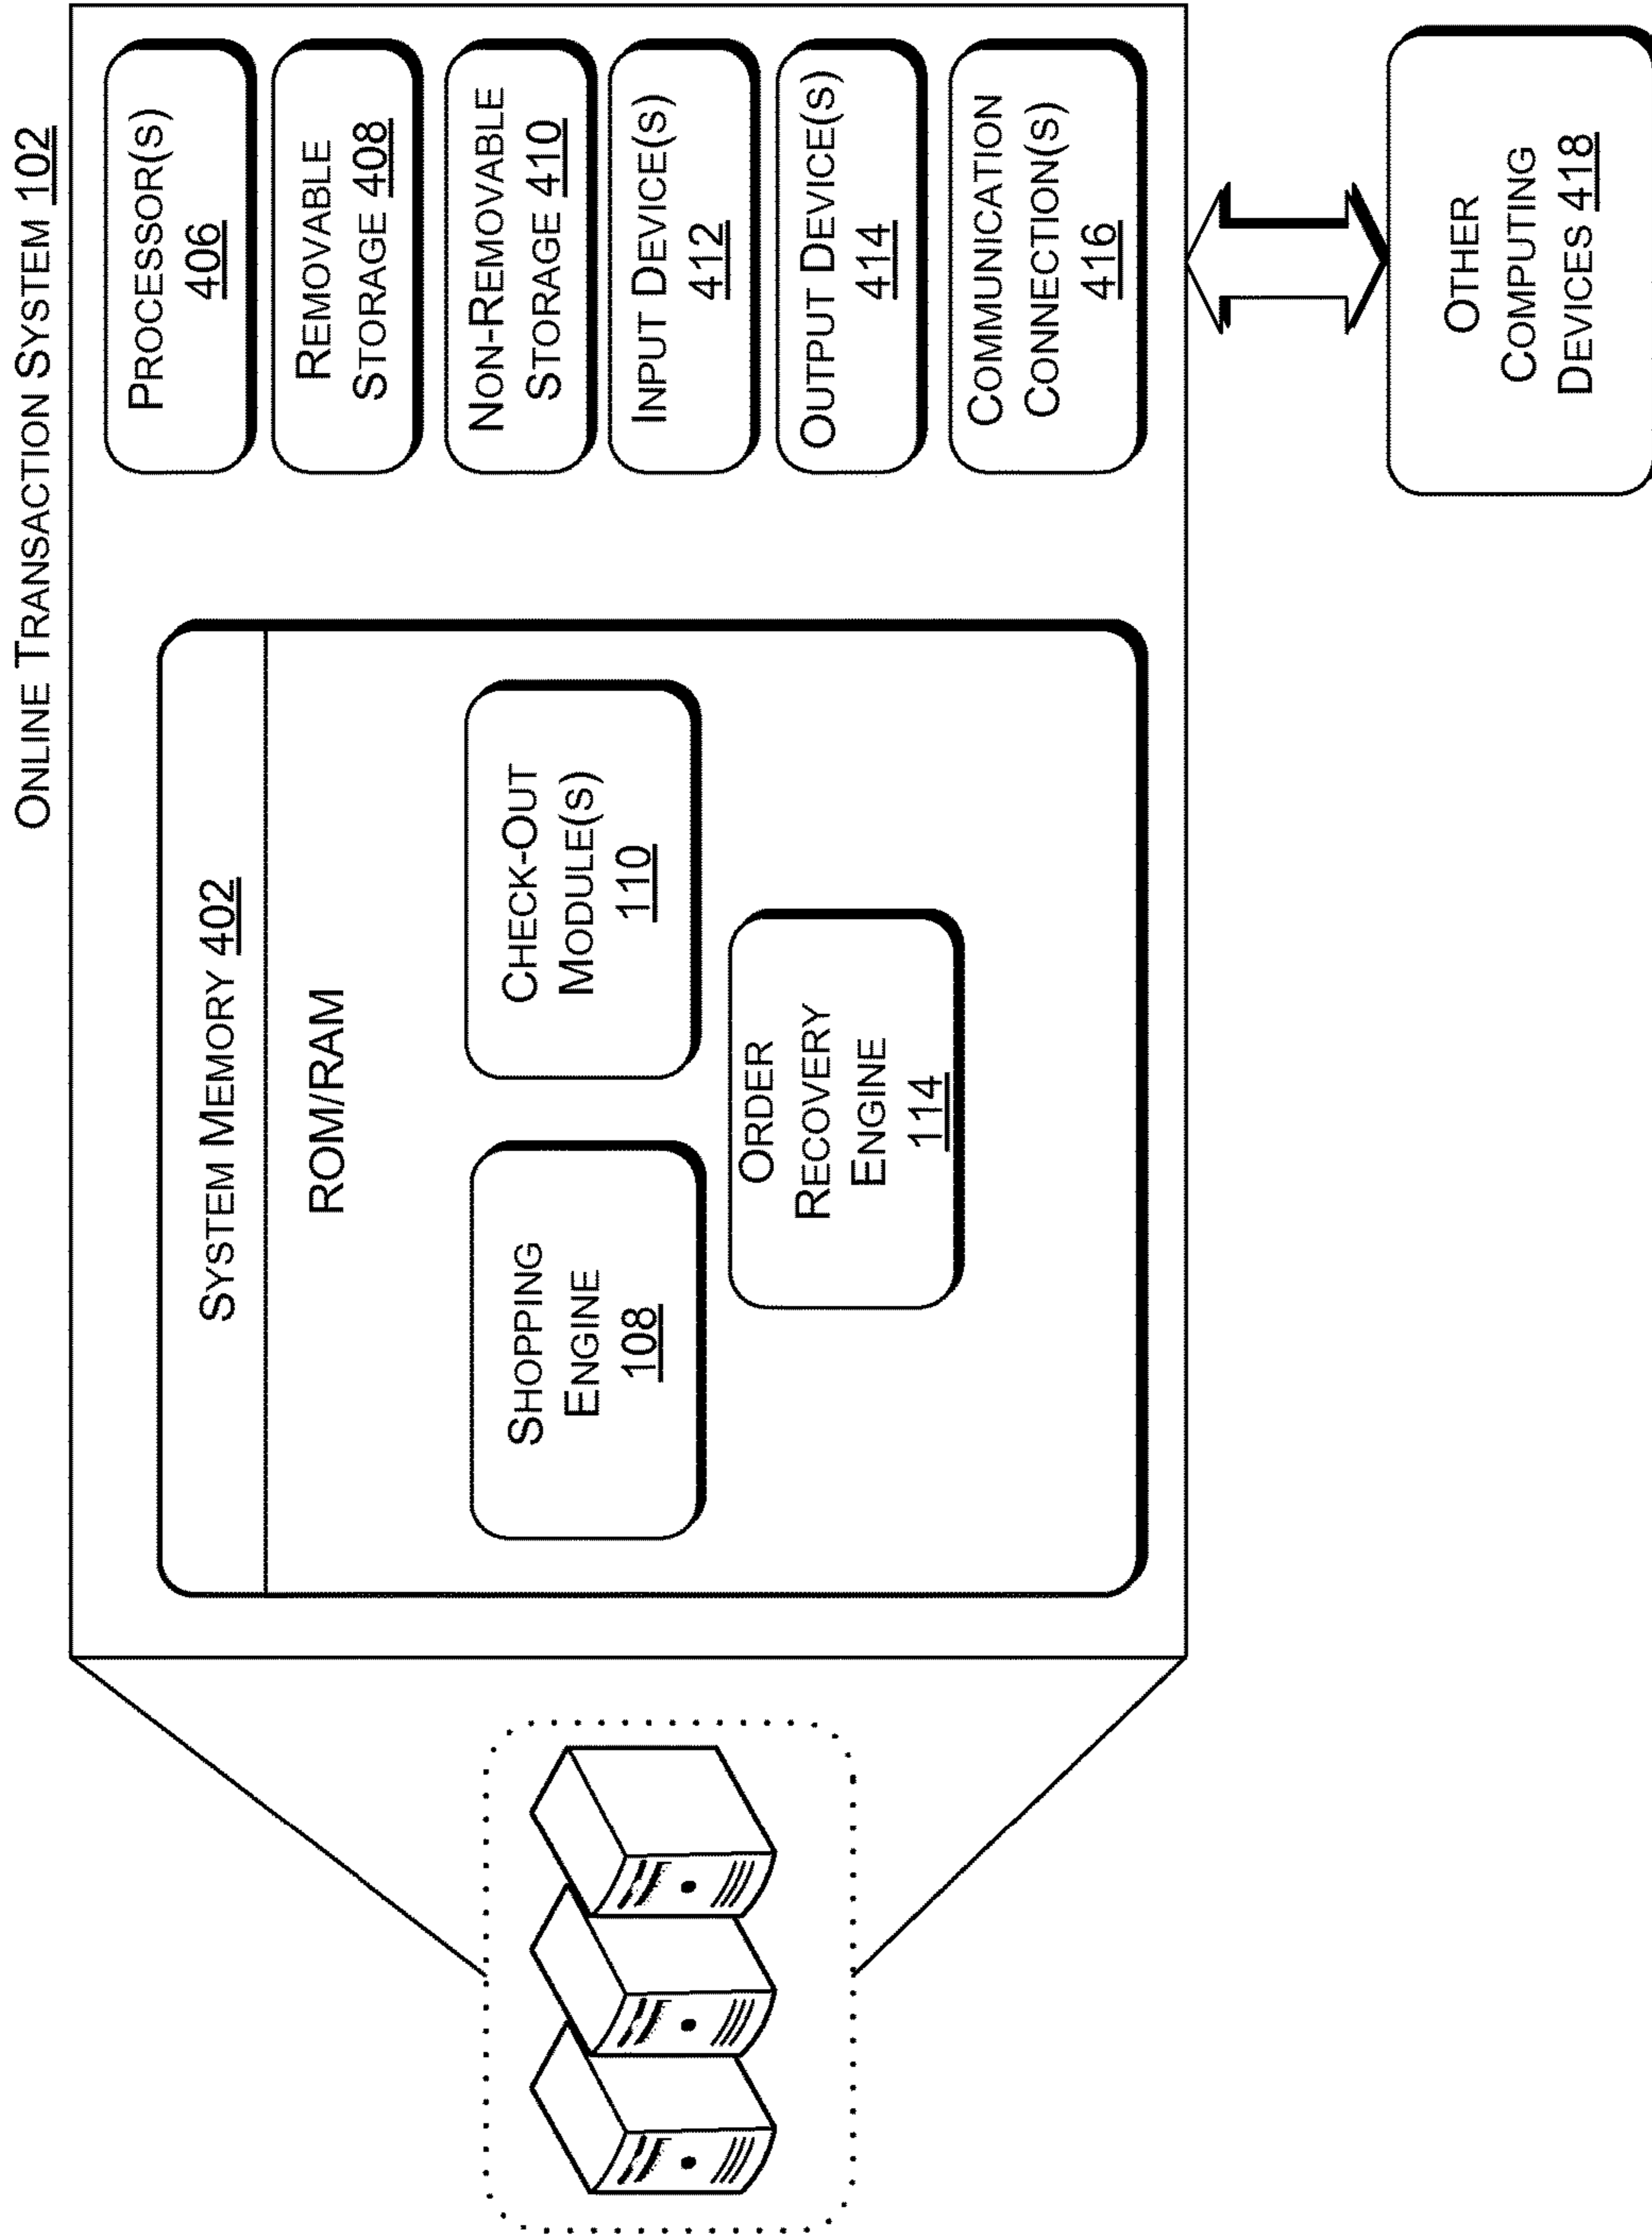 ONLINE TRANSACTION SYSTEM 102
SYSTEM MEMORY 402
ROM/RAM
SHOPPING
ENGINE
108
CHECK-OUT
MODULE(S)
110
ORDER
RECOVERY
ENGINE
114
PROCESSOR(S)
406
REMOVABLE
STORAGE 408
NON-REMOVABLE
STORAGE 410
INPUT DEVICE(S)
412
OUTPUT DEVICE(S)
414
COMMUNICATION
CONNECTION(S)
416
OTHER
COMPUTING
DEVICES 418